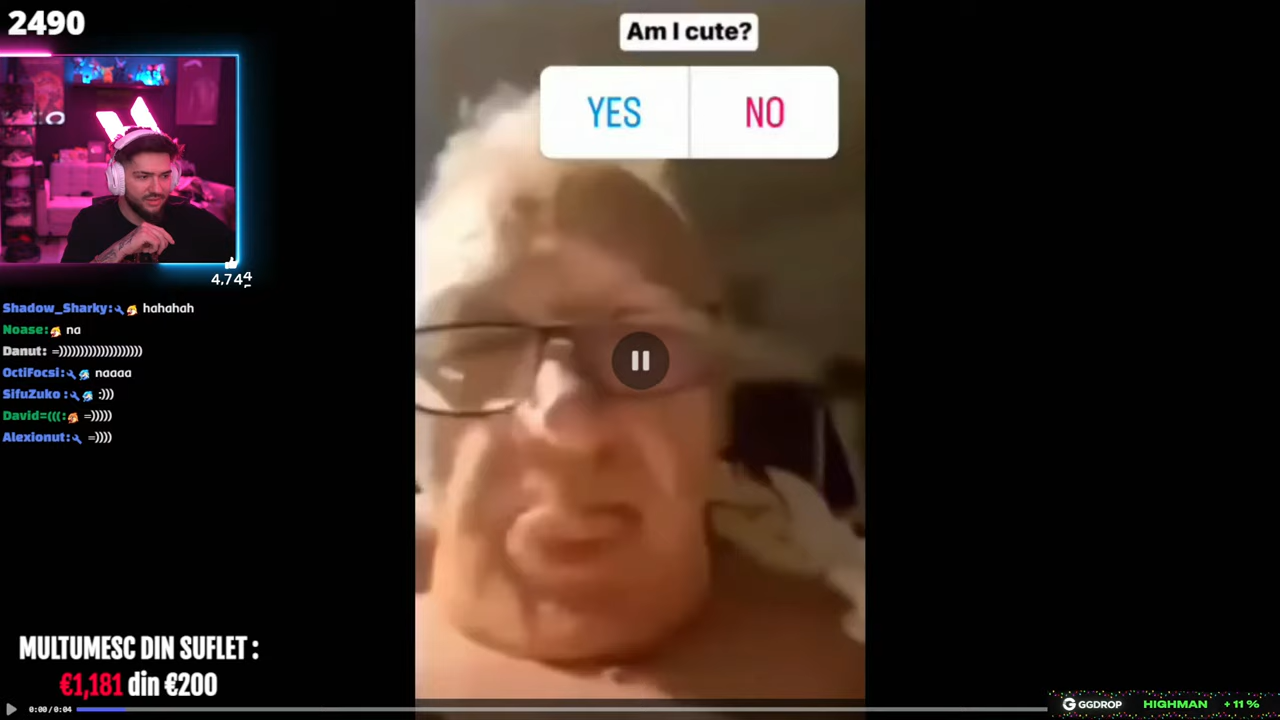 2490
Am I cute?
YES NO
4,744
Shadow_Sharky: hahahah
Noase: na
Danut: =))))))))))))))))))))
OctiFocsi: naaaa
SifuZuko : :)))
David=(((: =)))))
Alexionut: =))))
MULTUMESC DIN SUFLET :
€1,181 din €200
0:00 / 0:04
GGDROP HIGHMAN + 11 %